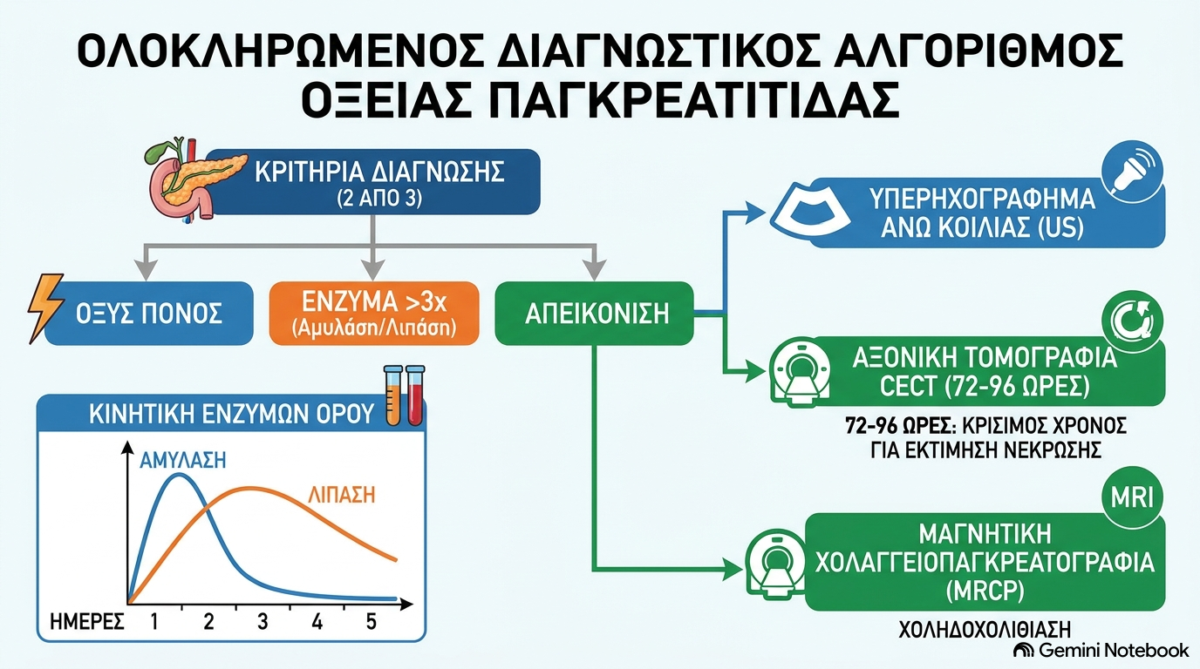 ΟΛΟΚΛΗΡΩΜΕΝΟΣ ΔΙΑΓΝΩΣΤΙΚΟΣ ΑΛΓΟΡΙΘΜΟΣ
ΟΞΕΙΑΣ ΠΑΓΚΡΕΑΤΙΤΙΔΑΣ
ΚΡΙΤΗΡΙΑ ΔΙΑΓΝΩΣΗΣ
(2 ΑΠΟ 3)
ΟΞΥΣ ΠΟΝΟΣ
ΕΝΖΥΜΑ >3x
(Αμυλάση/Λιπάση)
ΑΠΕΙΚΟΝΙΣΗ
ΥΠΕΡΗΧΟΓΡΑΦΗΜΑ
ΑΝΩ ΚΟΙΛΙΑΣ (US)
ΑΞΟΝΙΚΗ ΤΟΜΟΓΡΑΦΙΑ
CECT (72-96 ΩΡΕΣ)
72-96 ΩΡΕΣ: ΚΡΙΣΙΜΟΣ ΧΡΟΝΟΣ
ΓΙΑ ΕΚΤΙΜΗΣΗ ΝΕΚΡΩΣΗΣ
MRI
ΜΑΓΝΗΤΙΚΗ
ΧΟΛΑΓΓΕΙΟΠΑΓΚΡΕΑΤΟΓΡΑΦΙΑ
(MRCP)
ΧΟΛΗΔΟΧΟΛΙΘΙΑΣΗ
ΚΙΝΗΤΙΚΗ ΕΝΖΥΜΩΝ ΟΡΟΥ
ΑΜΥΛΑΣΗ
ΛΙΠΑΣΗ
ΗΜΕΡΕΣ 1 2 3 4 5
Gemini Notebook